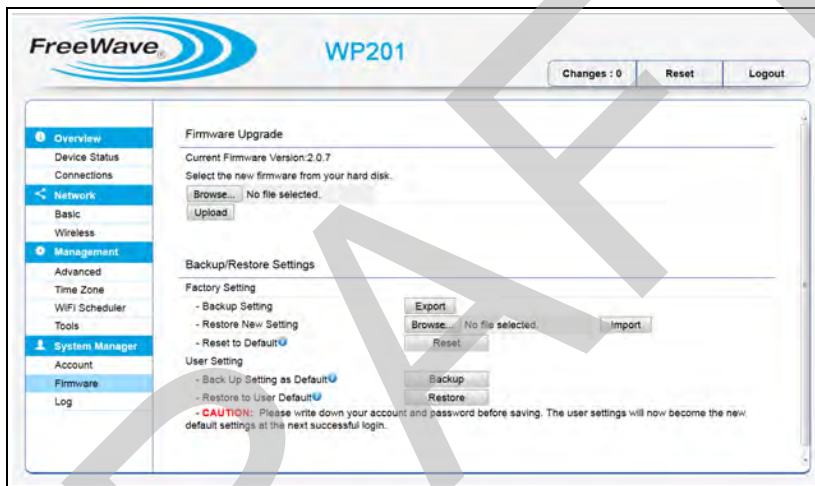 FreeWave®
WP201
Changes : 0 Reset Logout
Overview
Device Status
Connections
Network
Basic
Wireless
Management
Advanced
Time Zone
WiFi Scheduler
Tools
System Manager
Account
Firmware
Log
Firmware Upgrade
Current Firmware Version:2.0.7
Select the new firmware from your hard disk.
Browse... No file selected.
Upload
Backup/Restore Settings
Factory Setting
- Backup Setting Export
- Restore New Setting Browse... No file selected. Import
- Reset to Default Reset
User Setting
- Back Up Setting as Default Backup
- Restore to User Default Restore
- CAUTION: Please write down your account and password before saving. The user settings will now become the new
default settings at the next successful login.
DRAF